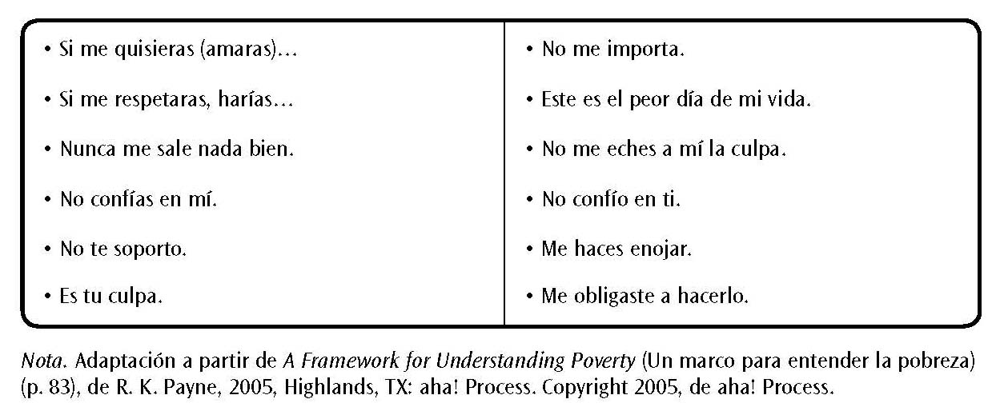 • Si me quisieras (amaras)…
• Si me respetaras, harías…
• Nunca me sale nada bien.
• No confías en mí.
• No te soporto.
• Es tu culpa.
• No me importa.
• Este es el peor día de mi vida.
• No me eches a mí la culpa.
• No confío en ti.
• Me haces enojar.
• Me obligaste a hacerlo.
Nota. Adaptación a partir de A Framework for Understanding Poverty (Un marco para entender la pobreza)
(p. 83), de R. K. Payne, 2005, Highlands, TX: aha! Process. Copyright 2005, de aha! Process.